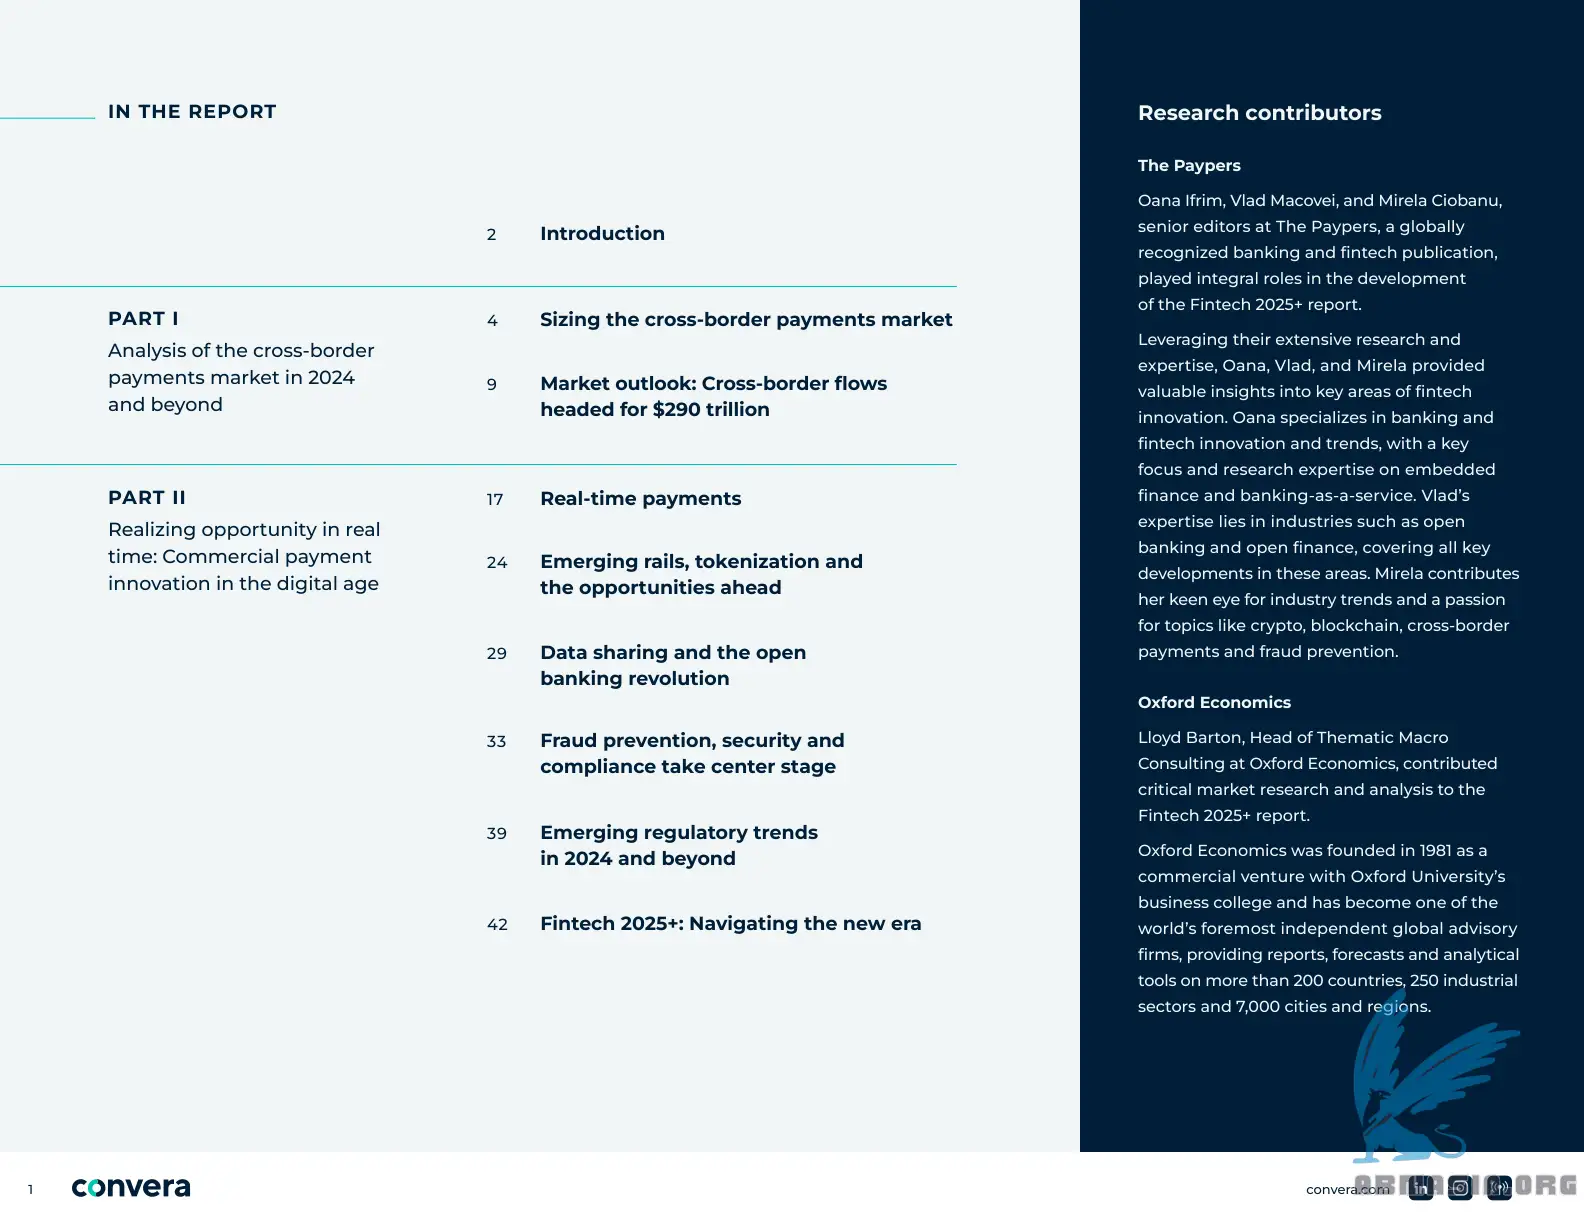 IN THE REPORT
2 Introduction
PART I
Analysis of the cross-border
payments market in 2024
and beyond
4 Sizing the cross-border payments market
9 Market outlook: Cross-border flows
headed for $290 trillion
PART II
Realizing opportunity in real
time: Commercial payment
innovation in the digital age
17 Real-time payments
24 Emerging rails, tokenization and
the opportunities ahead
29 Data sharing and the open
banking revolution
33 Fraud prevention, security and
compliance take center stage
39 Emerging regulatory trends
in 2024 and beyond
42 Fintech 2025+: Navigating the new era
Research contributors
The Paypers
Oana Ifrim, Vlad Macovei, and Mirela Ciobanu,
senior editors at The Paypers, a globally
recognized banking and fintech publication,
played integral roles in the development
of the Fintech 2025+ report.
Leveraging their extensive research and
expertise, Oana, Vlad, and Mirela provided
valuable insights into key areas of fintech
innovation. Oana specializes in banking and
fintech innovation and trends, with a key
focus and research expertise on embedded
finance and banking-as-a-service. Vlad’s
expertise lies in industries such as open
banking and open finance, covering all key
developments in these areas. Mirela contributes
her keen eye for industry trends and a passion
for topics like crypto, blockchain, cross-border
payments and fraud prevention.
Oxford Economics
Lloyd Barton, Head of Thematic Macro
Consulting at Oxford Economics, contributed
critical market research and analysis to the
Fintech 2025+ report.
Oxford Economics was founded in 1981 as a
commercial venture with Oxford University’s
business college and has become one of the
world’s foremost independent global advisory
firms, providing reports, forecasts and analytical
tools on more than 200 countries, 250 industrial
sectors and 7,000 cities and regions.
1 convera
convera.com